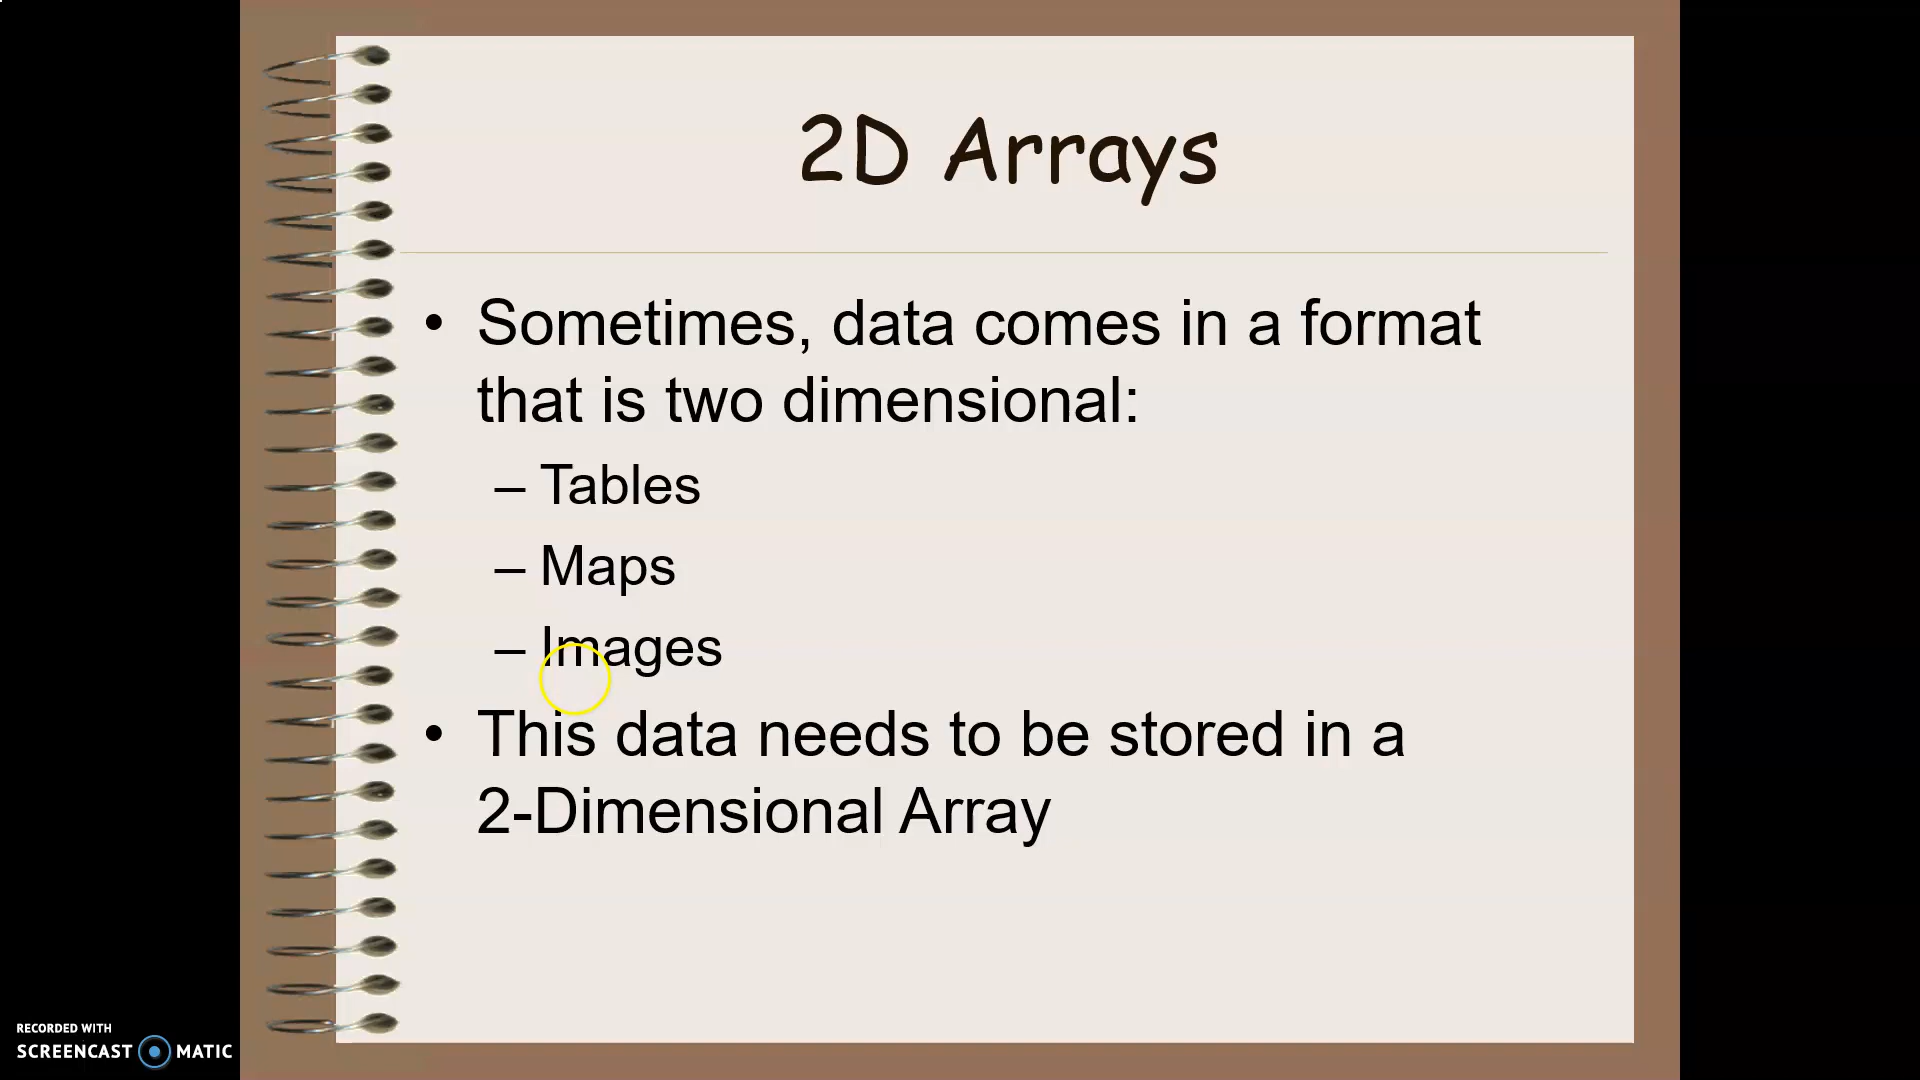 2D Arrays
• Sometimes, data comes in a format
that is two dimensional:
– Tables
– Maps
– Images
• This data needs to be stored in a
2-Dimensional Array
RECORDED WITH
SCREENCAST MATIC